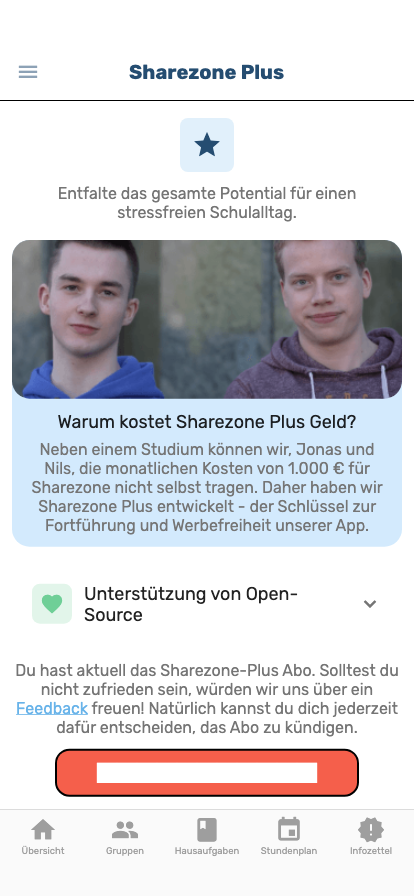 Sharezone Plus
Entfalte das gesamte Potential für einen
stressfreien Schulalltag.
Warum kostet Sharezone Plus Geld?
Neben einem Studium können wir, Jonas und
Nils, die monatlichen Kosten von 1.000 € für
Sharezone nicht selbst tragen. Daher haben wir
Sharezone Plus entwickelt - der Schlüssel zur
Fortführung und Werbefreiheit unserer App.
Unterstützung von Open-
Source
Du hast aktuell das Sharezone-Plus Abo. Solltest du
nicht zufrieden sein, würden wir uns über ein
Feedback freuen! Natürlich kannst du dich jederzeit
dafür entscheiden, das Abo zu kündigen.
Übersicht
Gruppen
Hausaufgaben
Stundenplan
Infozettel